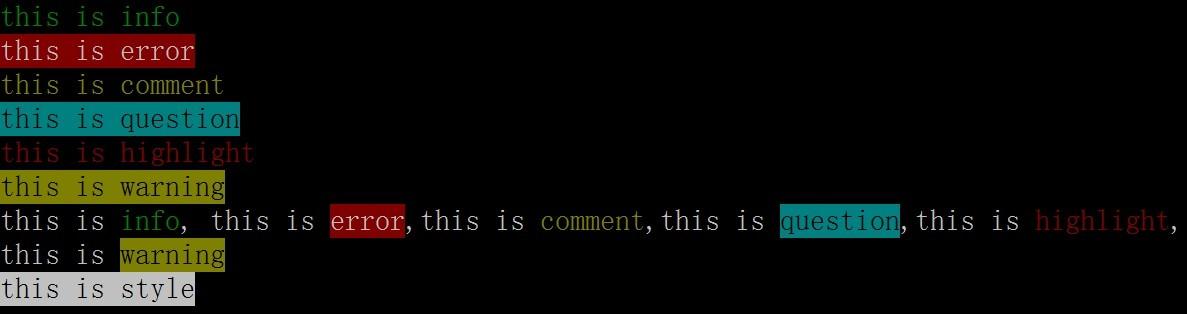 this is info
this is error
this is comment
this is question
this is highlight
this is warning
this is info, this is error,this is comment,this is question,this is highlight,
this is warning
this is style